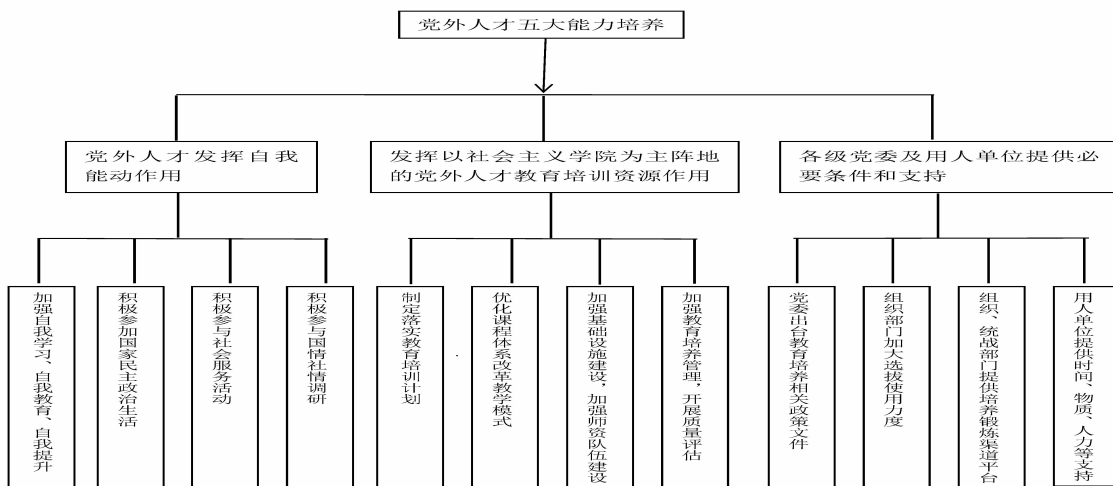 党外人才五大能力培养
党外人才发挥自我
能动作用
发挥以社会主义学院为主阵地
的党外人才教育培训资源作用
各级党委及用人单位提供必
要条件和支持
加强自我学习、自我教育、自我提升
积极参加国家民主政治生活
积极参与社会服务活动
积极参与国情社情调研
制定落实教育培训计划
优化课程体系改革教学模式
加强基础设施建设，加强师资队伍建设
加强教育培养管理，开展质量评估
党委出台教育培养相关政策文件
组织部门加大选拔使用力度
组织、统战部门提供培养锻炼渠道平台
用人单位提供时间、物质、人力等支持